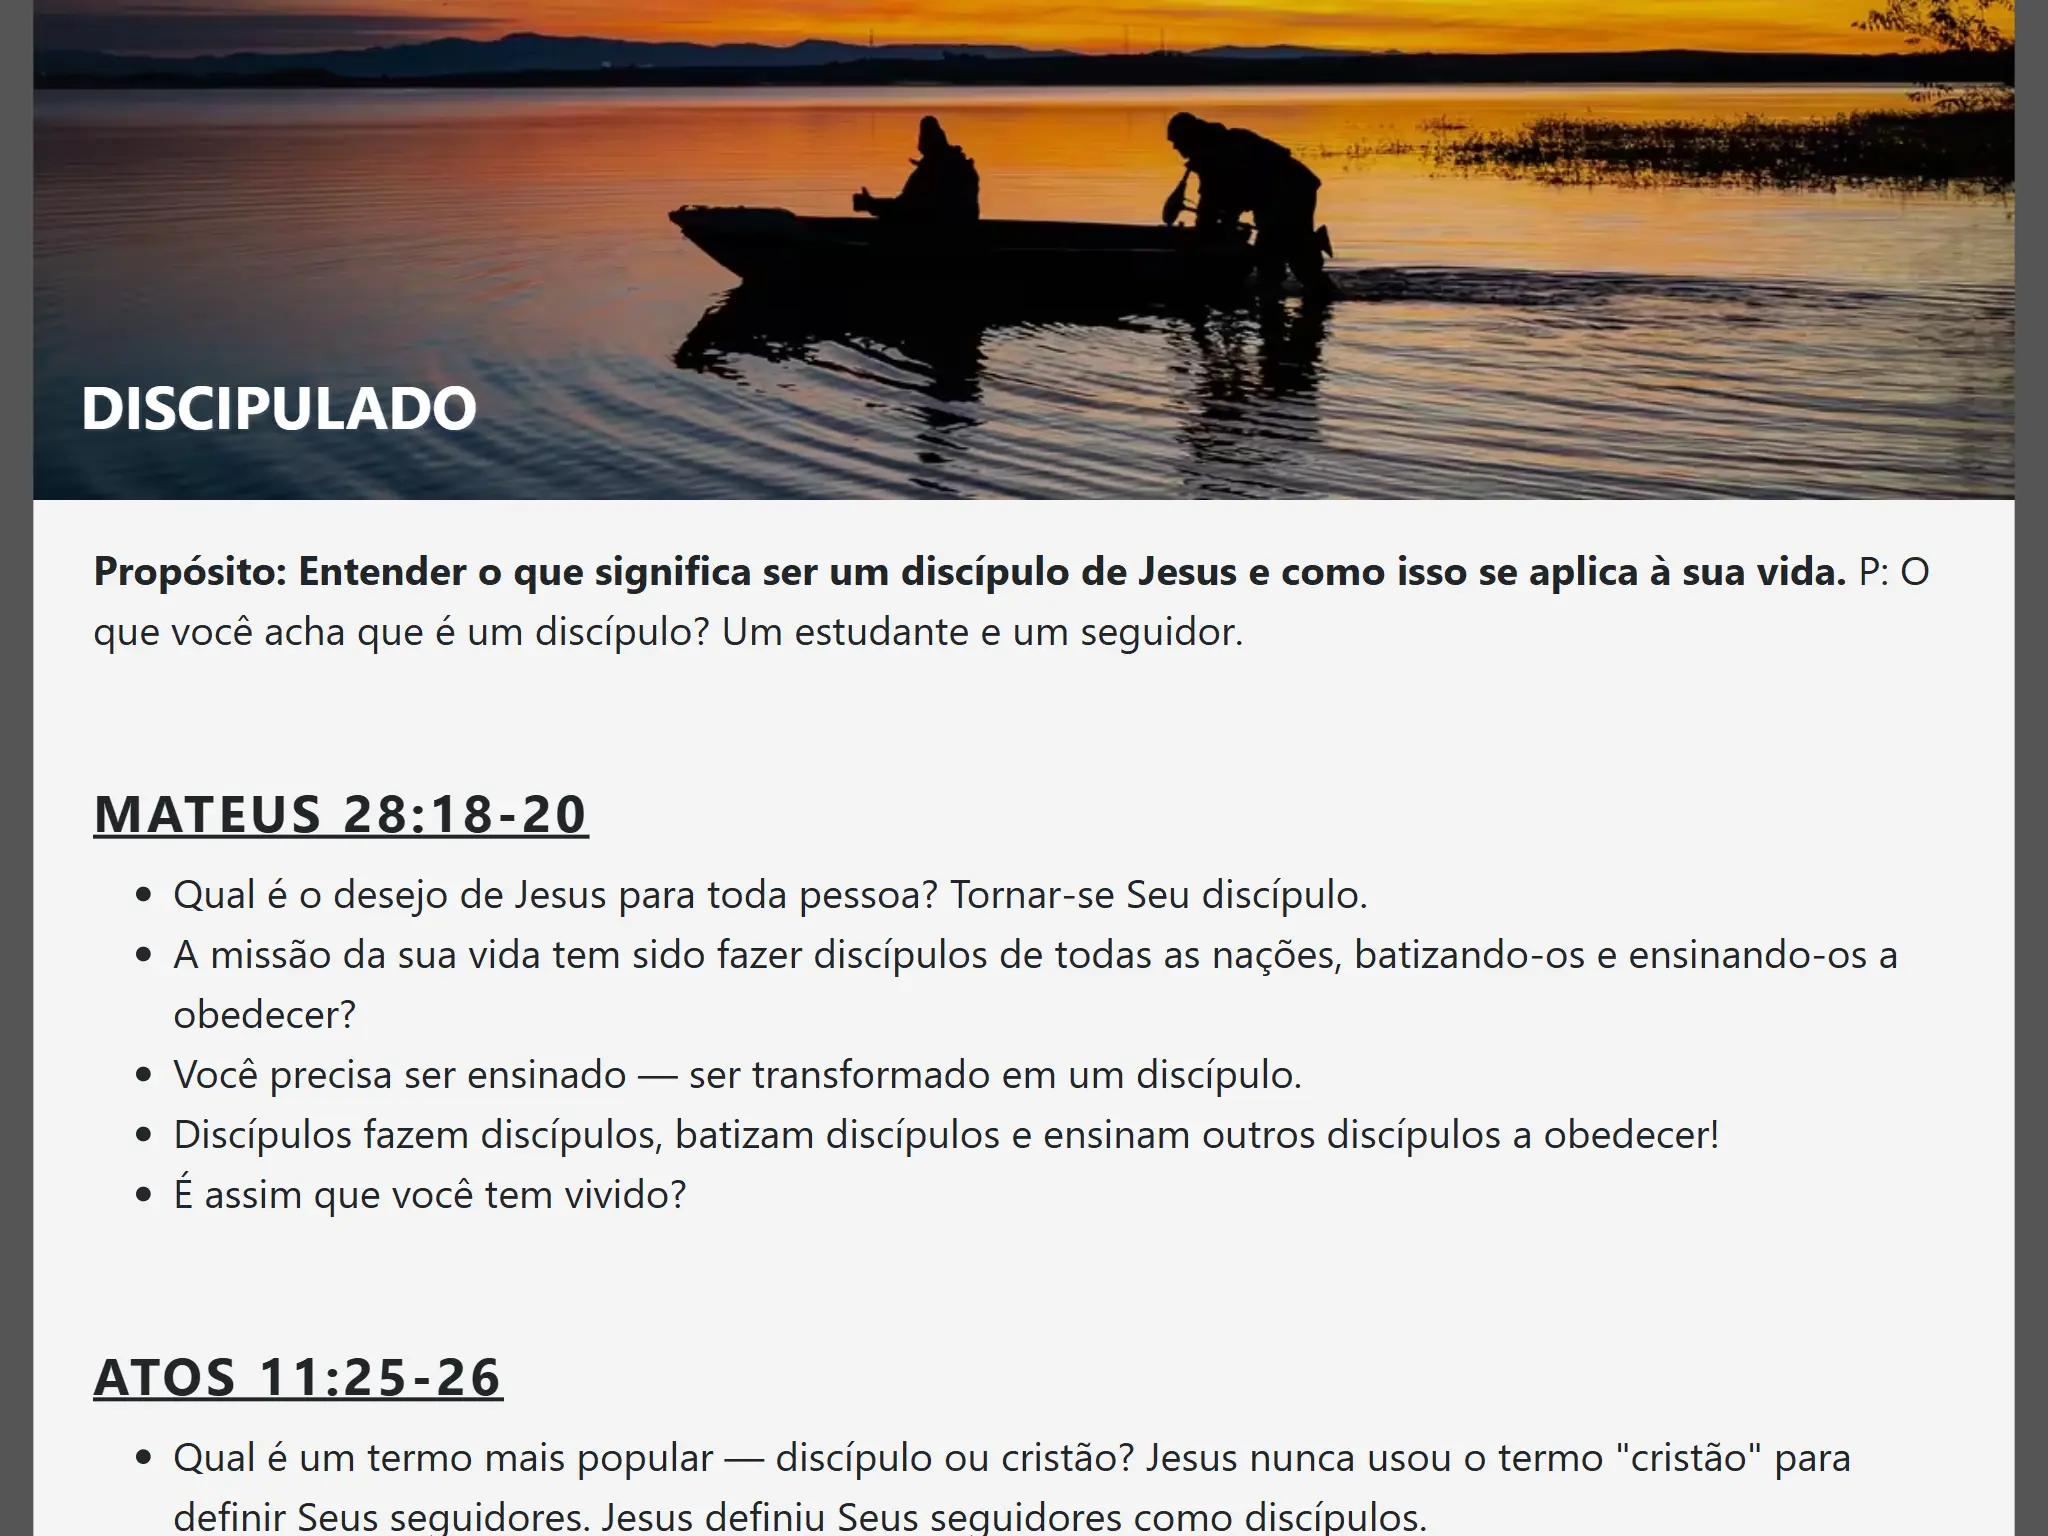 DISCIPULADO
Propósito: Entender o que significa ser um discípulo de Jesus e como isso se aplica à sua vida. P: O
que você acha que é um discípulo? Um estudante e um seguidor.
MATEUS 28:18-20
• Qual é o desejo de Jesus para toda pessoa? Tornar-se Seu discípulo.
• A missão da sua vida tem sido fazer discípulos de todas as nações, batizando-os e ensinando-os a
obedecer?
• Você precisa ser ensinado — ser transformado em um discípulo.
• Discípulos fazem discípulos, batizam discípulos e ensinam outros discípulos a obedecer!
• É assim que você tem vivido?
ATOS 11:25-26
• Qual é um termo mais popular — discípulo ou cristão? Jesus nunca usou o termo "cristão" para
definir Seus seguidores. Jesus definiu Seus seguidores como discípulos.